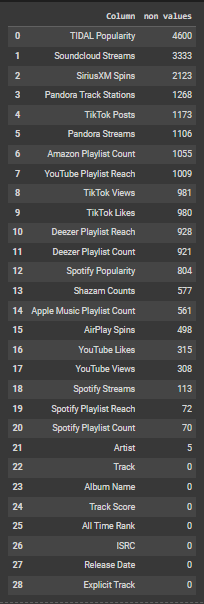 Column non values
0 TIDAL Popularity 4600
1 Soundcloud Streams 3333
2 SiriusXM Spins 2123
3 Pandora Track Stations 1268
4 TikTok Posts 1173
5 Pandora Streams 1106
6 Amazon Playlist Count 1055
7 YouTube Playlist Reach 1009
8 TikTok Views 981
9 TikTok Likes 980
10 Deezer Playlist Reach 928
11 Deezer Playlist Count 921
12 Spotify Popularity 804
13 Shazam Counts 577
14 Apple Music Playlist Count 561
15 AirPlay Spins 498
16 YouTube Likes 315
17 YouTube Views 308
18 Spotify Streams 113
19 Spotify Playlist Reach 72
20 Spotify Playlist Count 70
21 Artist 5
22 Track 0
23 Album Name 0
24 Track Score 0
25 All Time Rank 0
26 ISRC 0
27 Release Date 0
28 Explicit Track 0